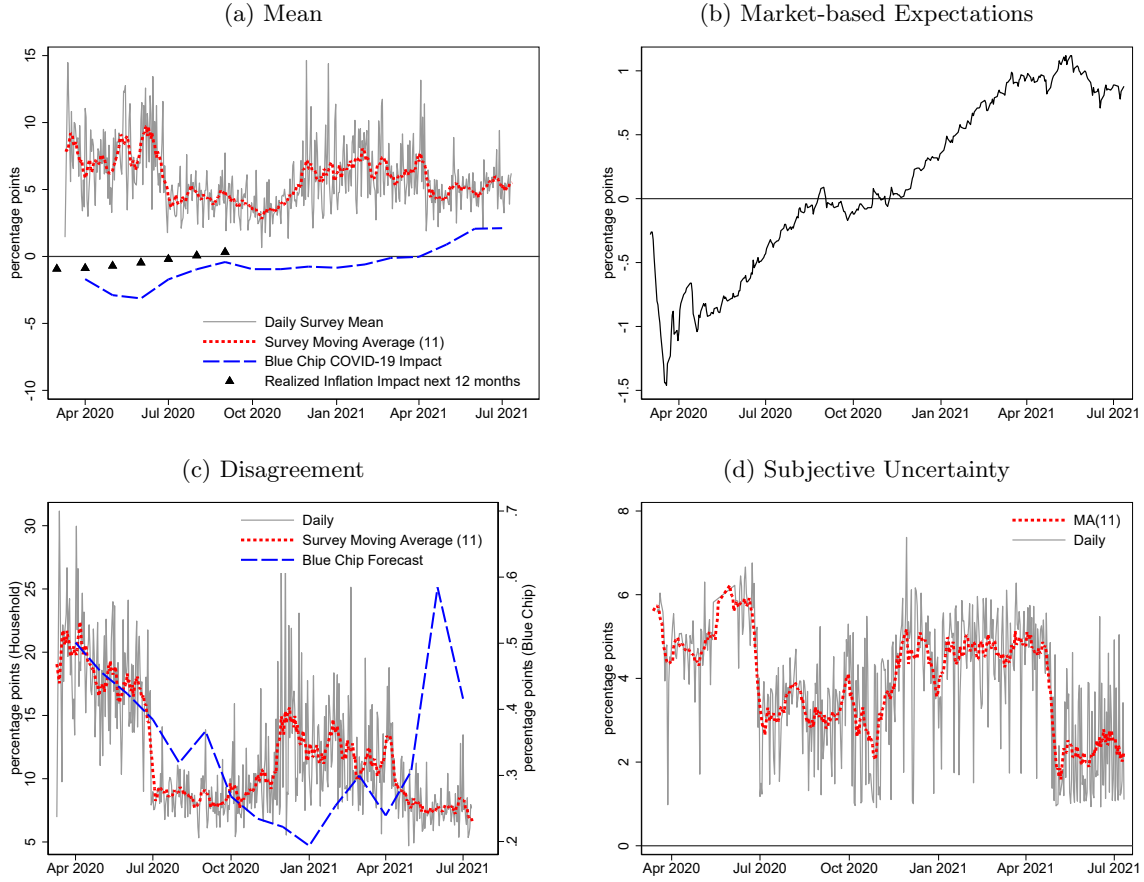 (a) Mean
percentage points
15
10
5
0
-5
-10
Daily Survey Mean
Survey Moving Average (11)
Blue Chip COVID-19 Impact
Realized Inflation Impact next 12 months
Apr 2020 Jul 2020 Oct 2020 Jan 2021 Apr 2021 Jul 2021
(b) Market-based Expectations
percentage points
1
.5
0
-.5
-1
-1.5
Apr 2020 Jul 2020 Oct 2020 Jan 2021 Apr 2021 Jul 2021
(c) Disagreement
percentage points (Household)
30
25
20
15
10
5
Daily
Survey Moving Average (11)
Blue Chip Forecast
.7
.6
.5
.4
.3
.2
percentage points (Blue Chip)
Apr 2020 Jul 2020 Oct 2020 Jan 2021 Apr 2021 Jul 2021
(d) Subjective Uncertainty
percentage points
8
6
4
2
0
MA(11)
Daily
Apr 2020 Jul 2020 Oct 2020 Jan 2021 Apr 2021 Jul 2021